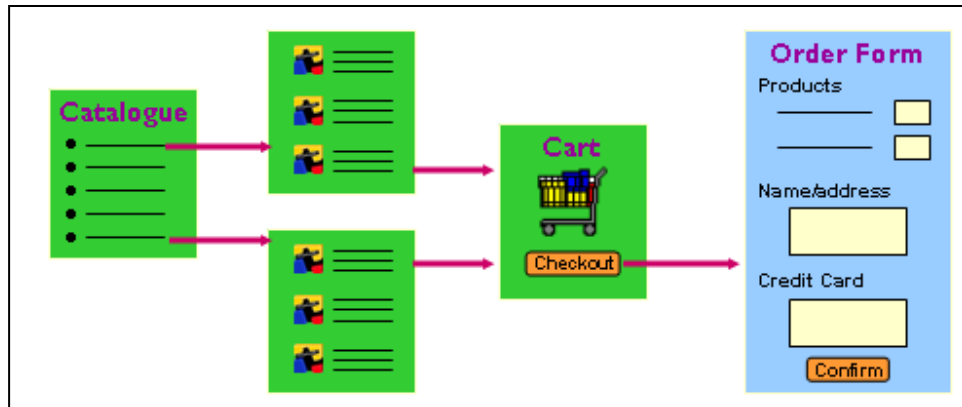 Catalogue
Cart
Checkout
Order Form
Products
Name/address
Credit Card
Confirm